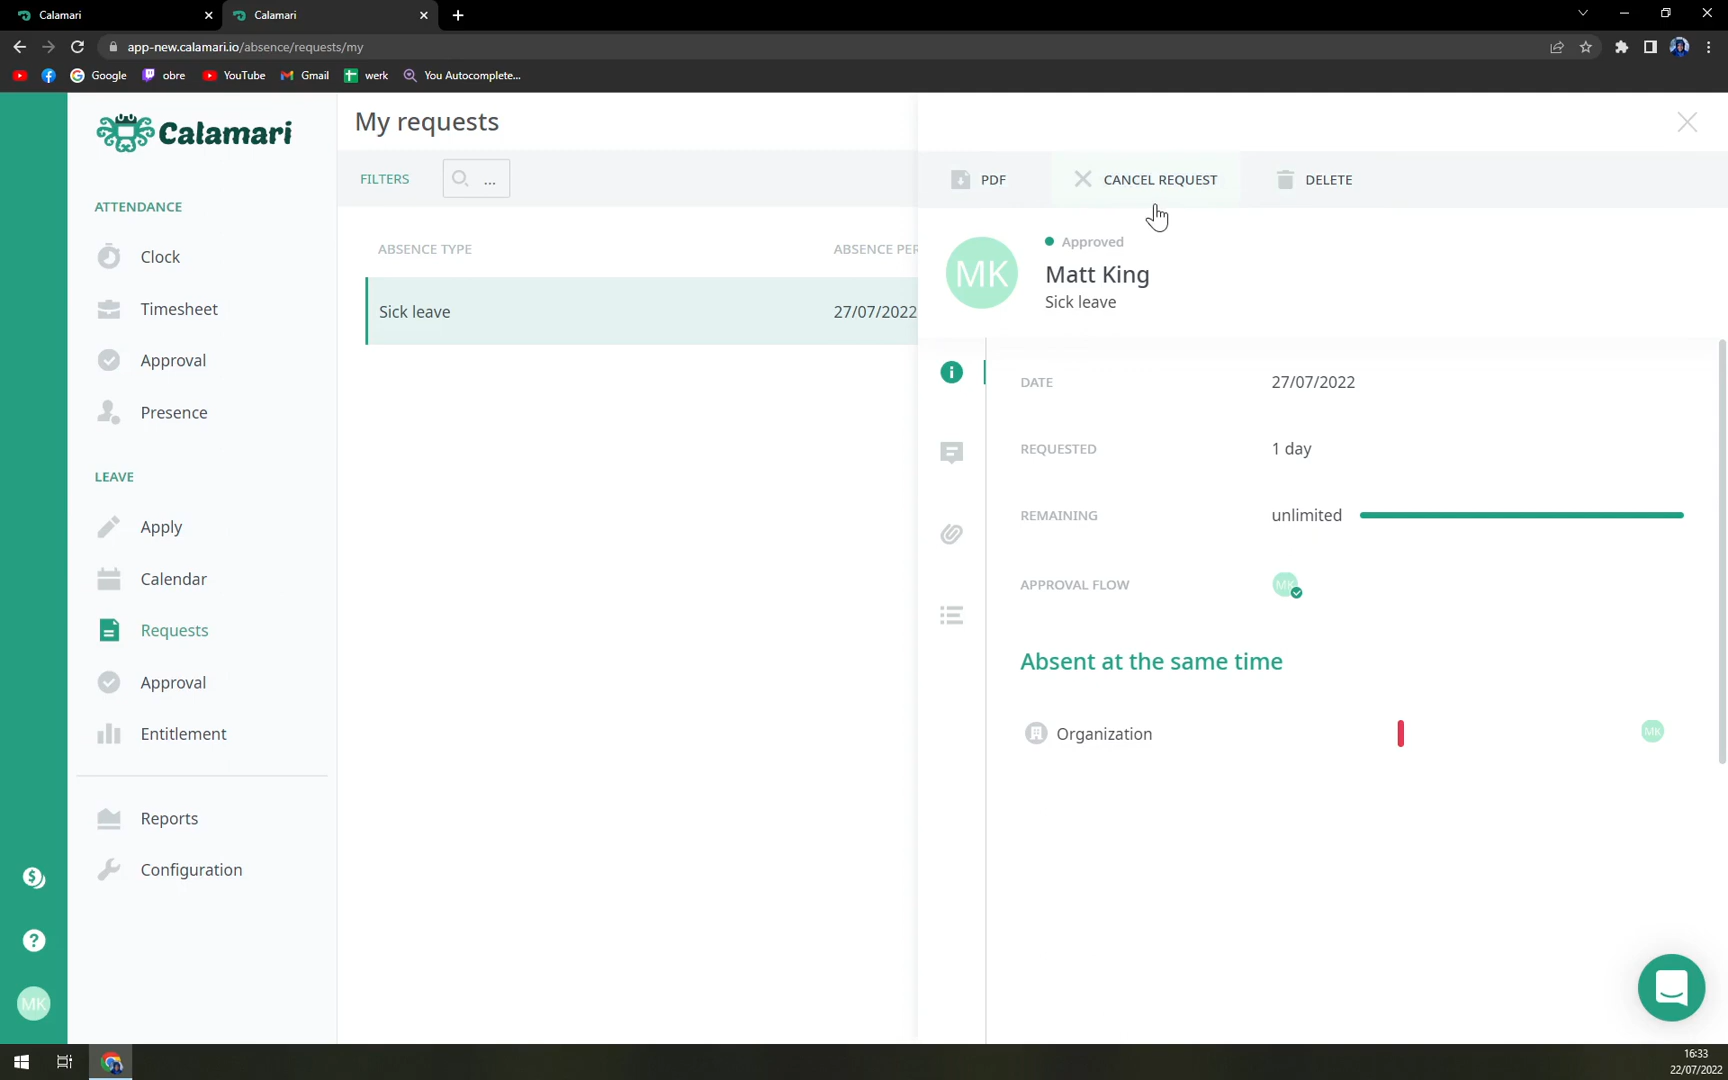 Calamari
Calamari
app-new.calamari.io/absence/requests/my
Google
obre
YouTube
Gmail
werk
You Autocomplete...
Calamari
ATTENDANCE
Clock
Timesheet
Approval
Presence
LEAVE
Apply
Calendar
Requests
Approval
Entitlement
Reports
Configuration
MK
My requests
FILTERS
...
ABSENCE TYPE
ABSENCE PER
Sick leave
27/07/2022
PDF
CANCEL REQUEST
DELETE
MK
Approved
Matt King
Sick leave
DATE
27/07/2022
REQUESTED
1 day
REMAINING
unlimited
APPROVAL FLOW
MK
Absent at the same time
Organization
MK
16:33
22/07/2022